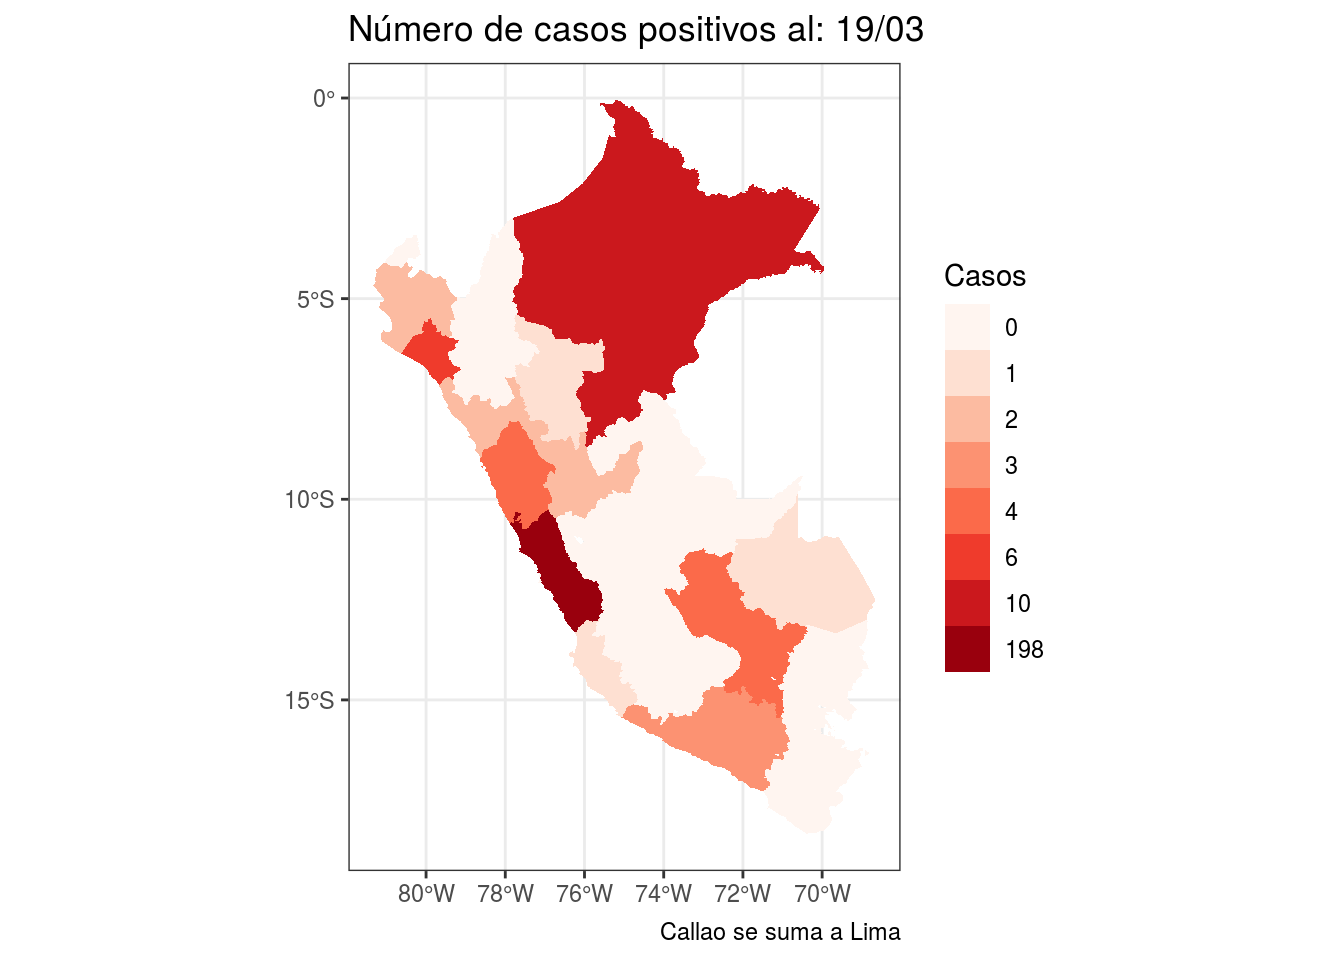 Número de casos positivos al: 19/03
0°
5°S
10°S
15°S
80°W 78°W 76°W 74°W 72°W 70°W
Casos
0
1
2
3
4
6
10
198
Callao se suma a Lima